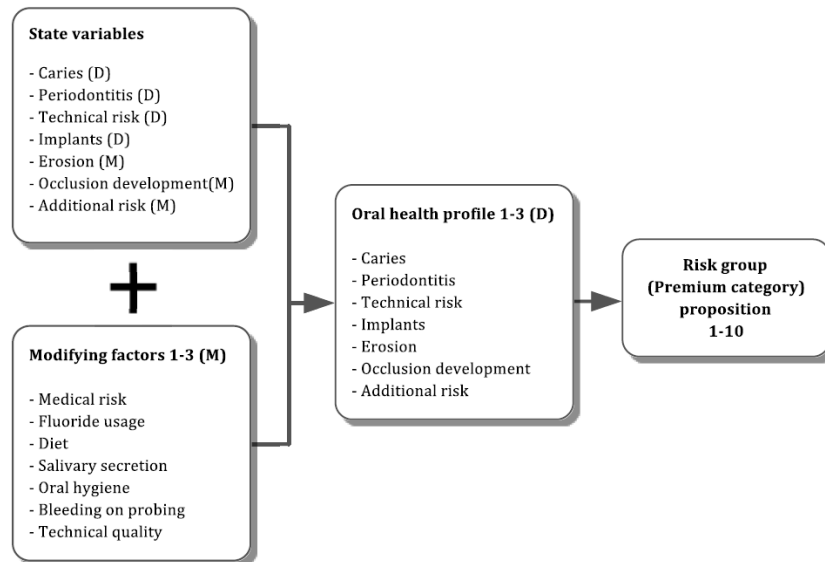 State variables
- Caries (D)
- Periodontitis (D)
- Technical risk (D)
- Implants (D)
- Erosion (M)
- Occlusion development(M)
- Additional risk (M)
+
Modifying factors 1-3 (M)
- Medical risk
- Fluoride usage
- Diet
- Salivary secretion
- Oral hygiene
- Bleeding on probing
- Technical quality
Oral health profile 1-3 (D)
- Caries
- Periodontitis
- Technical risk
- Implants
- Erosion
- Occlusion development
- Additional risk
Risk group
(Premium category)
proposition
1-10